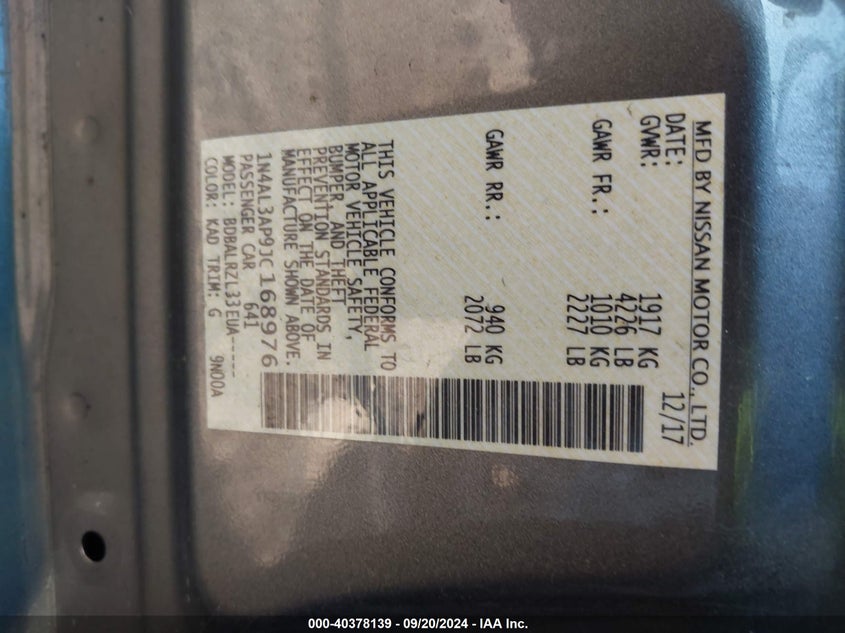 MFD BY NISSAN MOTOR CO., LTD.
DATE: 12/17
GVWR: 1917 KG
4226 LB
GAWR FR.: 1010 KG
2227 LB
GAWR RR.: 940 KG
2072 LB
THIS VEHICLE CONFORMS TO
ALL APPLICABLE FEDERAL
MOTOR VEHICLE SAFETY,
BUMPER, AND THEFT
PREVENTION STANDARDS IN
EFFECT ON THE DATE OF
MANUFACTURE SHOWN ABOVE.
1N4AL3AP9JC168976
PASSENGER CAR 641
MODEL: BDBALRZL33EUA-----
COLOR: KAD TRIM: G 9N00A
000-40378139 - 09/20/2024 - IAA Inc.